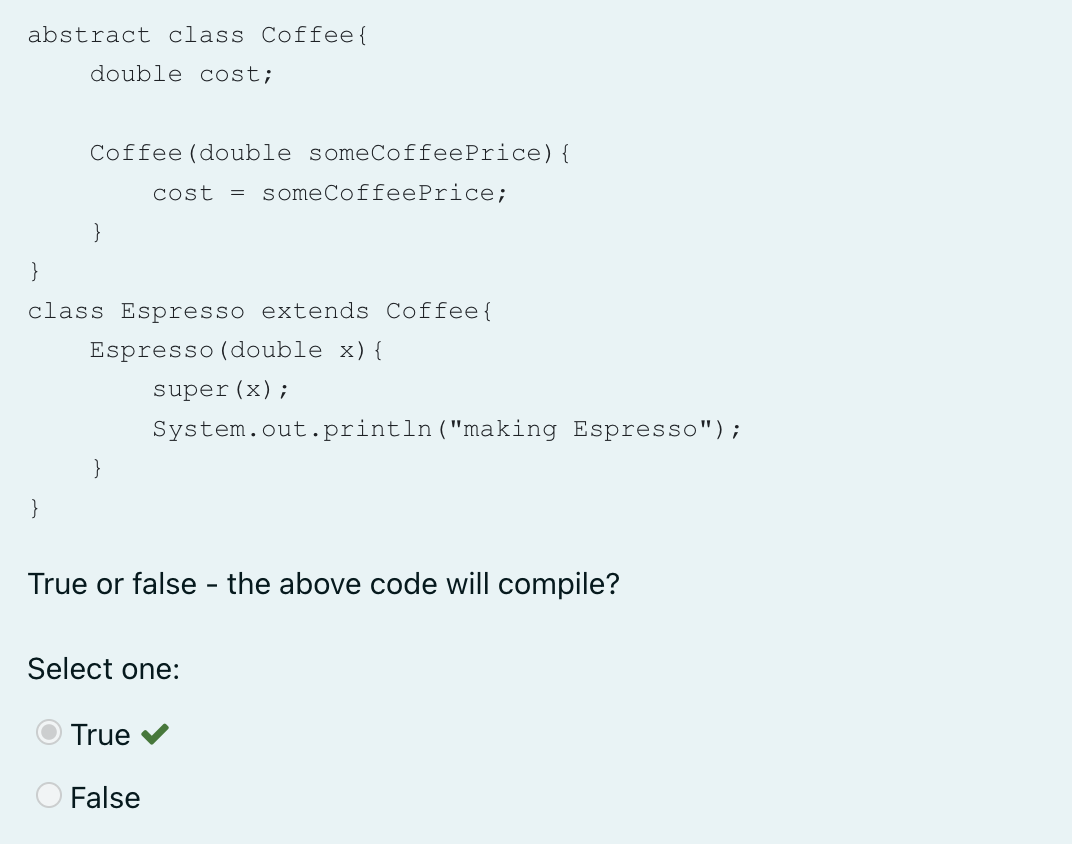 abstract class Coffee{
    double cost;

    Coffee(double someCoffeePrice){
        cost = someCoffeePrice;
    }
}
class Espresso extends Coffee{
    Espresso(double x){
        super(x);
        System.out.println("making Espresso");
    }
}
True or false - the above code will compile?
Select one:
True
False